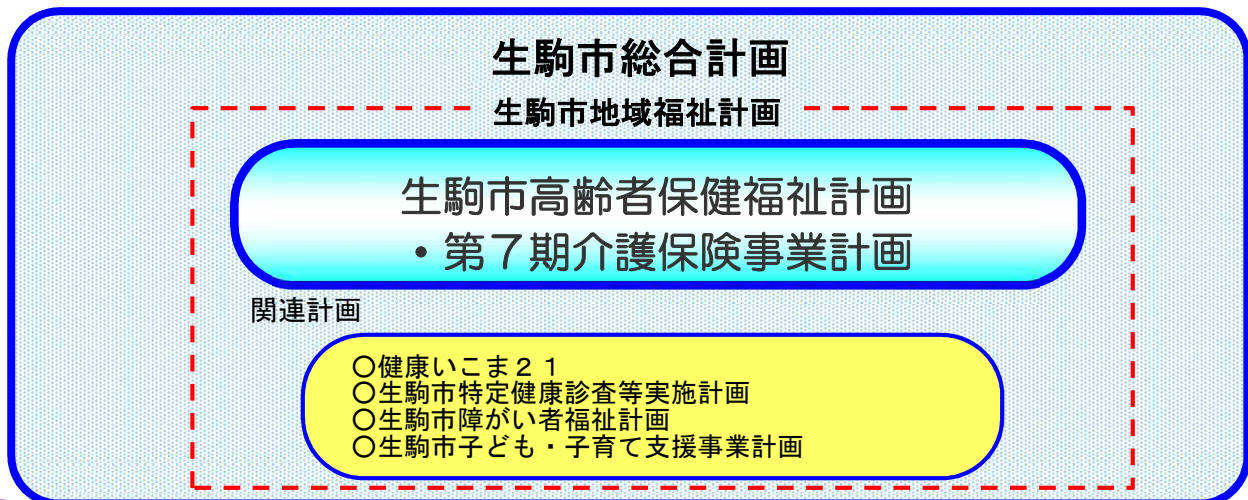 生駒市総合計画
生駒市地域福祉計画
生駒市高齢者保健福祉計画
・第７期介護保険事業計画
関連計画
〇健康いこま２１
〇生駒市特定健康診査等実施計画
〇生駒市障がい者福祉計画
〇生駒市子ども・子育て支援事業計画